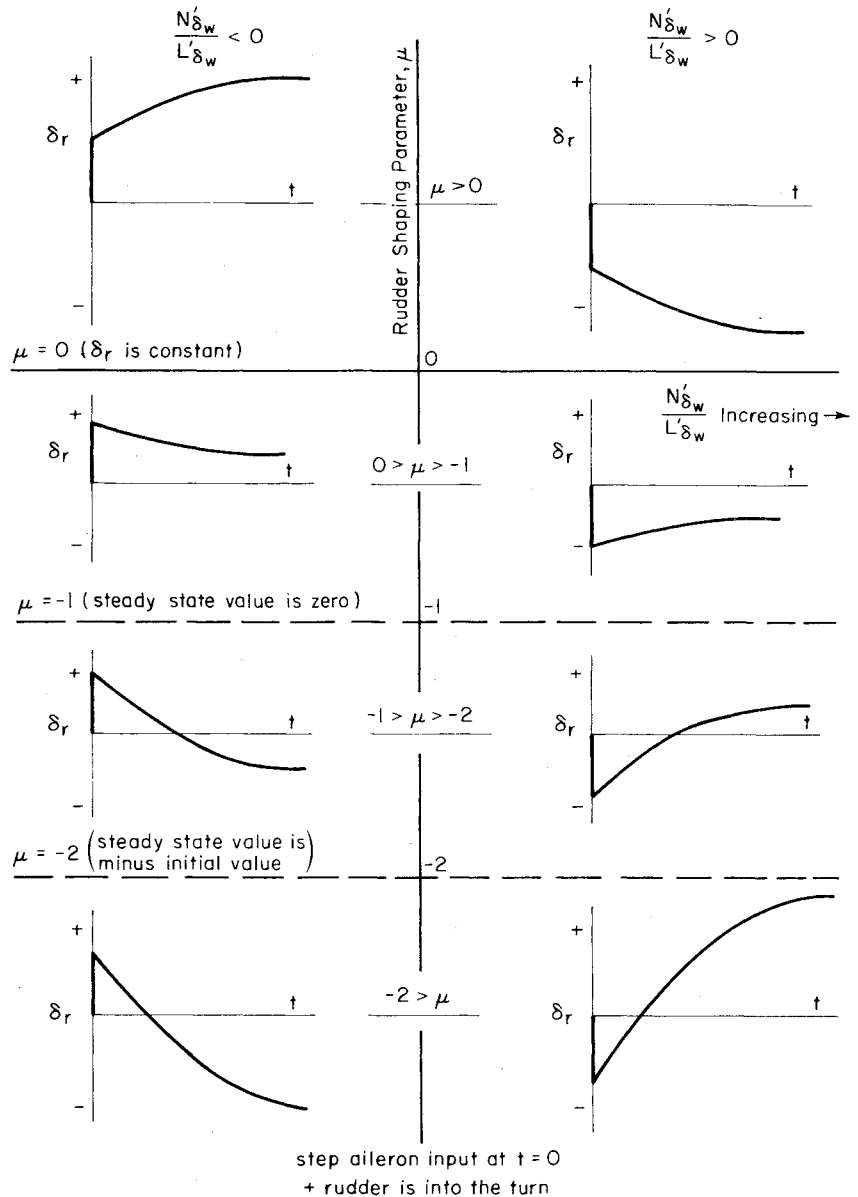 N′δw / L′δw < 0
N′δw / L′δw > 0
Rudder Shaping Parameter, μ
+
δr
t
−
μ > 0
+
δr
t
−
μ = 0 (δr is constant)
0
N′δw / L′δw Increasing →
+
δr
t
−
0 > μ > -1
+
δr
t
−
μ = -1 (steady state value is zero)
-1
+
δr
t
−
-1 > μ > -2
+
δr
t
−
μ = -2 (steady state value is
minus initial value)
-2
+
δr
t
−
-2 > μ
+
δr
t
−
step aileron input at t = 0
+ rudder is into the turn